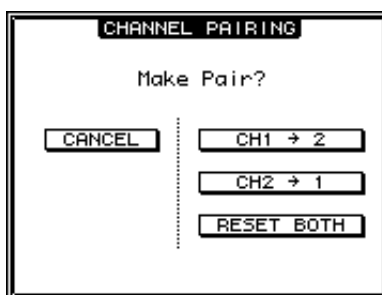 CHANNEL PAIRING
Make Pair?
CANCEL
CH1 → 2
CH2 → 1
RESET BOTH